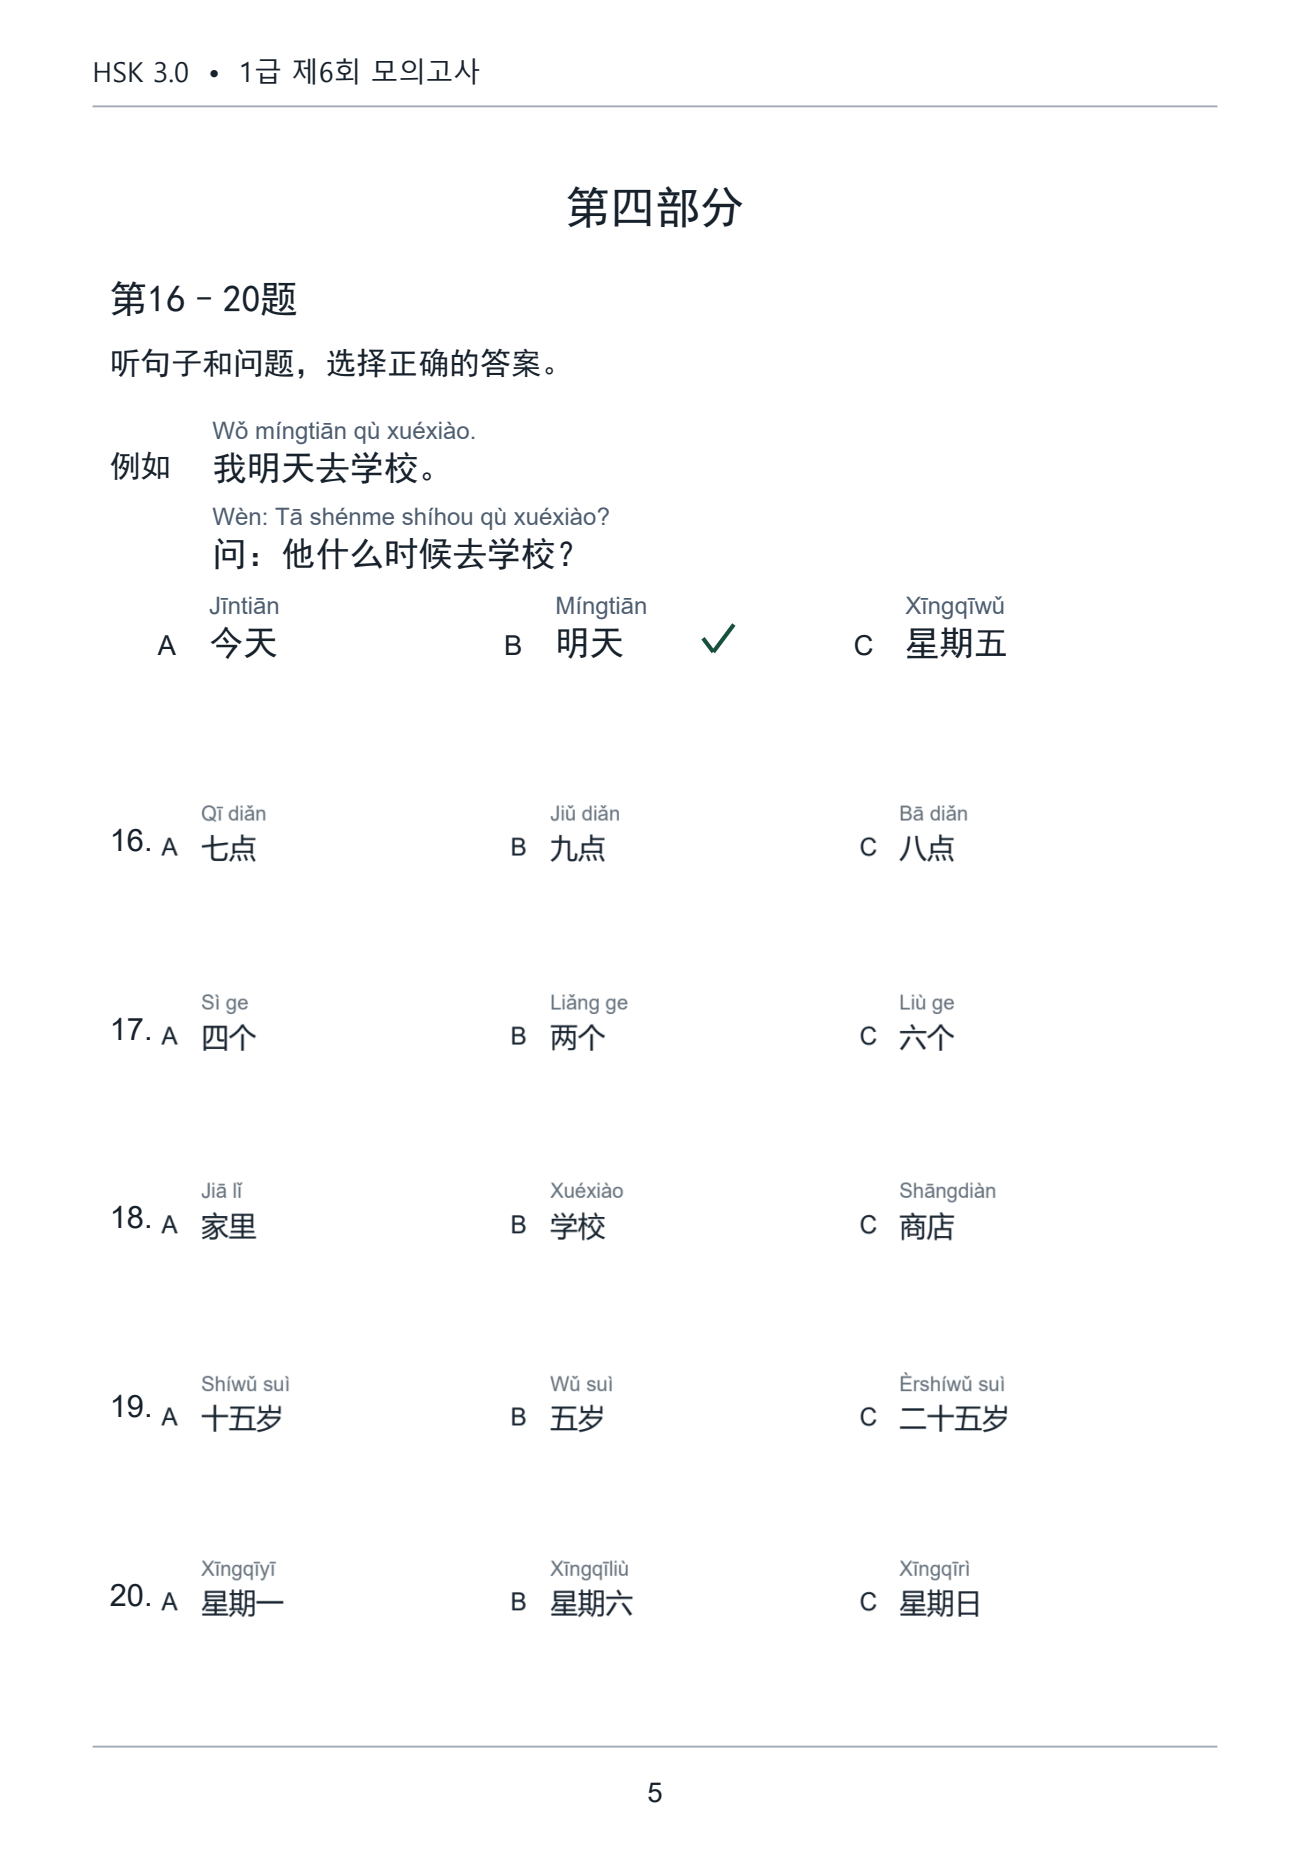 HSK 3.0 • 1급 제6회 모의고사
第四部分
第16－20题
听句子和问题，选择正确的答案。
Wǒ míngtiān qù xuéxiào.
例如 我明天去学校。
Wèn: Tā shénme shíhou qù xuéxiào?
问：他什么时候去学校？
Jīntiān Míngtiān Xīngqīwǔ
A 今天 B 明天 ✓ C 星期五
Qī diǎn Jiǔ diǎn Bā diǎn
16. A 七点 B 九点 C 八点
Sì ge Liǎng ge Liù ge
17. A 四个 B 两个 C 六个
Jiā lǐ Xuéxiào Shāngdiàn
18. A 家里 B 学校 C 商店
Shíwǔ suì Wǔ suì Èrshíwǔ suì
19. A 十五岁 B 五岁 C 二十五岁
Xīngqīyī Xīngqīliù Xīngqīrì
20. A 星期一 B 星期六 C 星期日
5